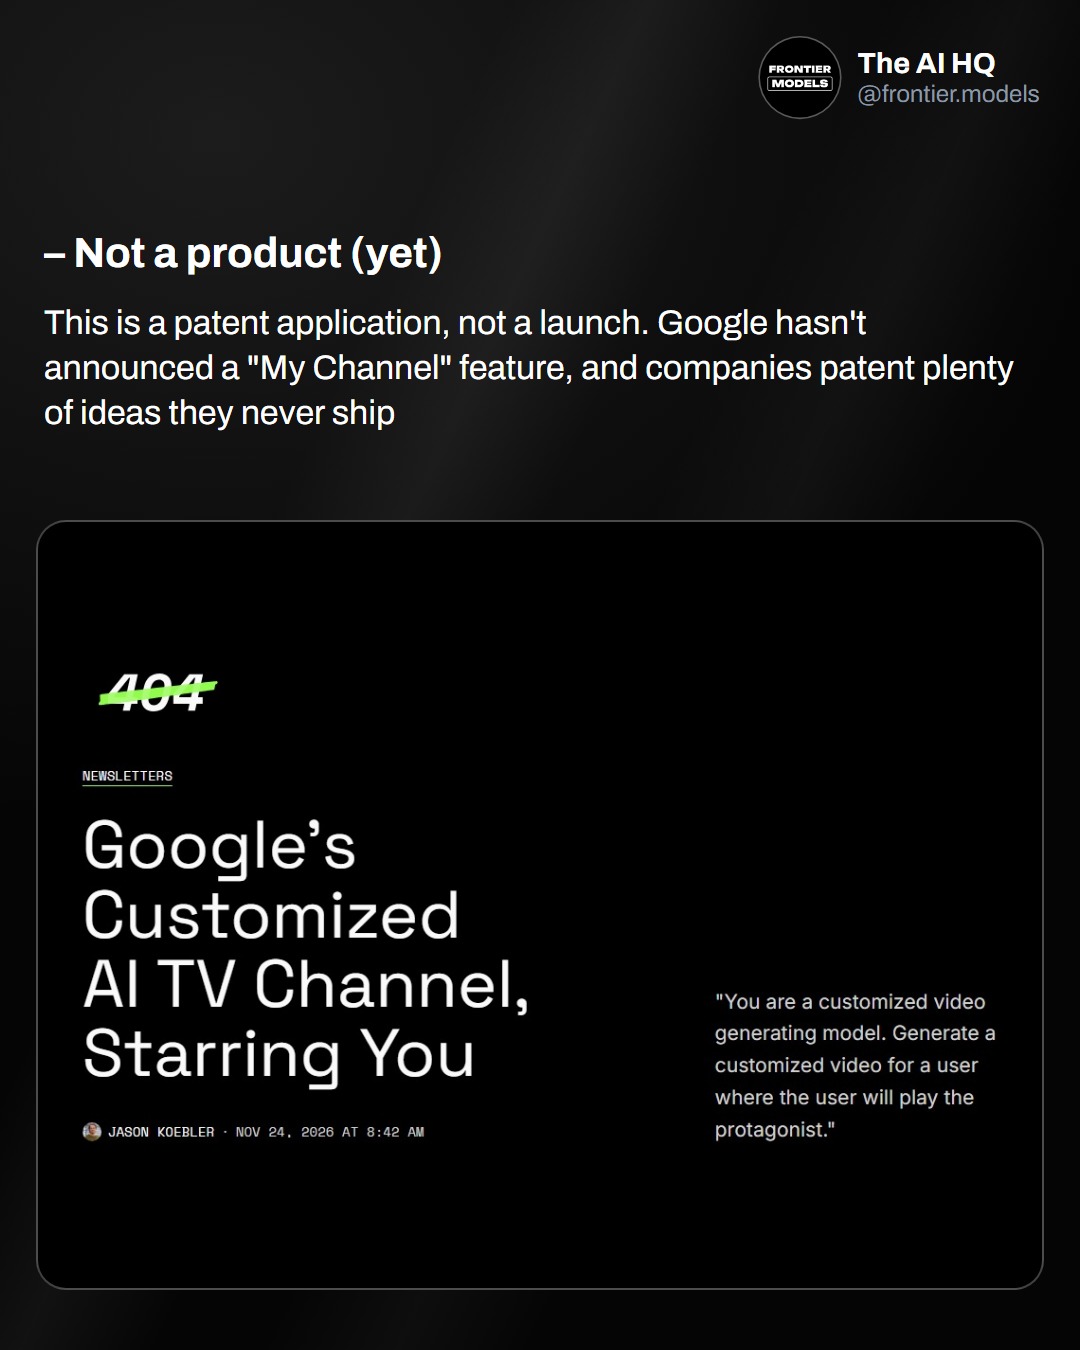 FRONTIER
MODELS
The AI HQ
@frontier.models
– Not a product (yet)
This is a patent application, not a launch. Google hasn't
announced a "My Channel" feature, and companies patent plenty
of ideas they never ship
404
NEWSLETTERS
Google's
Customized
AI TV Channel,
Starring You
JASON KOEBLER · NOV 24, 2026 AT 8:42 AM
"You are a customized video
generating model. Generate a
customized video for a user
where the user will play the
protagonist."